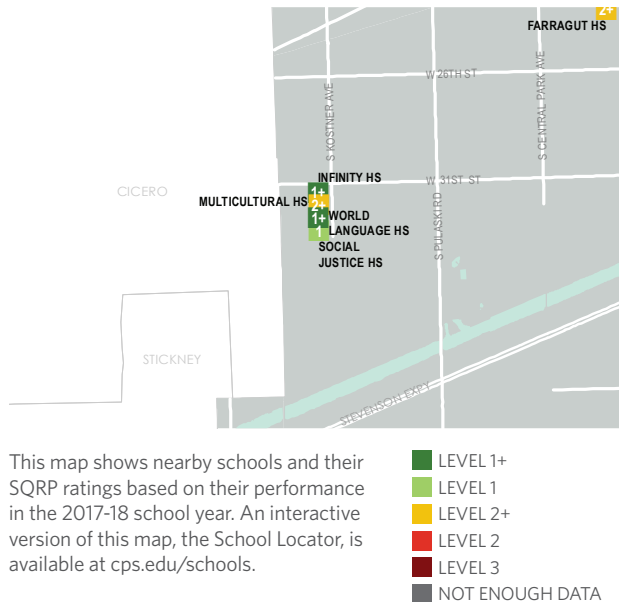 2+
FARRAGUT HS
W 26TH ST
S KOSTNER AVE
S CENTRAL PARK AVE
INFINITY HS
W 31ST ST
CICERO
1+
MULTICULTURAL HS
2+
1+
WORLD
LANGUAGE HS
1
SOCIAL
JUSTICE HS
S PULASKI RD
STICKNEY
STEVENSON EXPY
This map shows nearby schools and their
SQRP ratings based on their performance
in the 2017-18 school year. An interactive
version of this map, the School Locator, is
available at cps.edu/schools.
LEVEL 1+
LEVEL 1
LEVEL 2+
LEVEL 2
LEVEL 3
NOT ENOUGH DATA